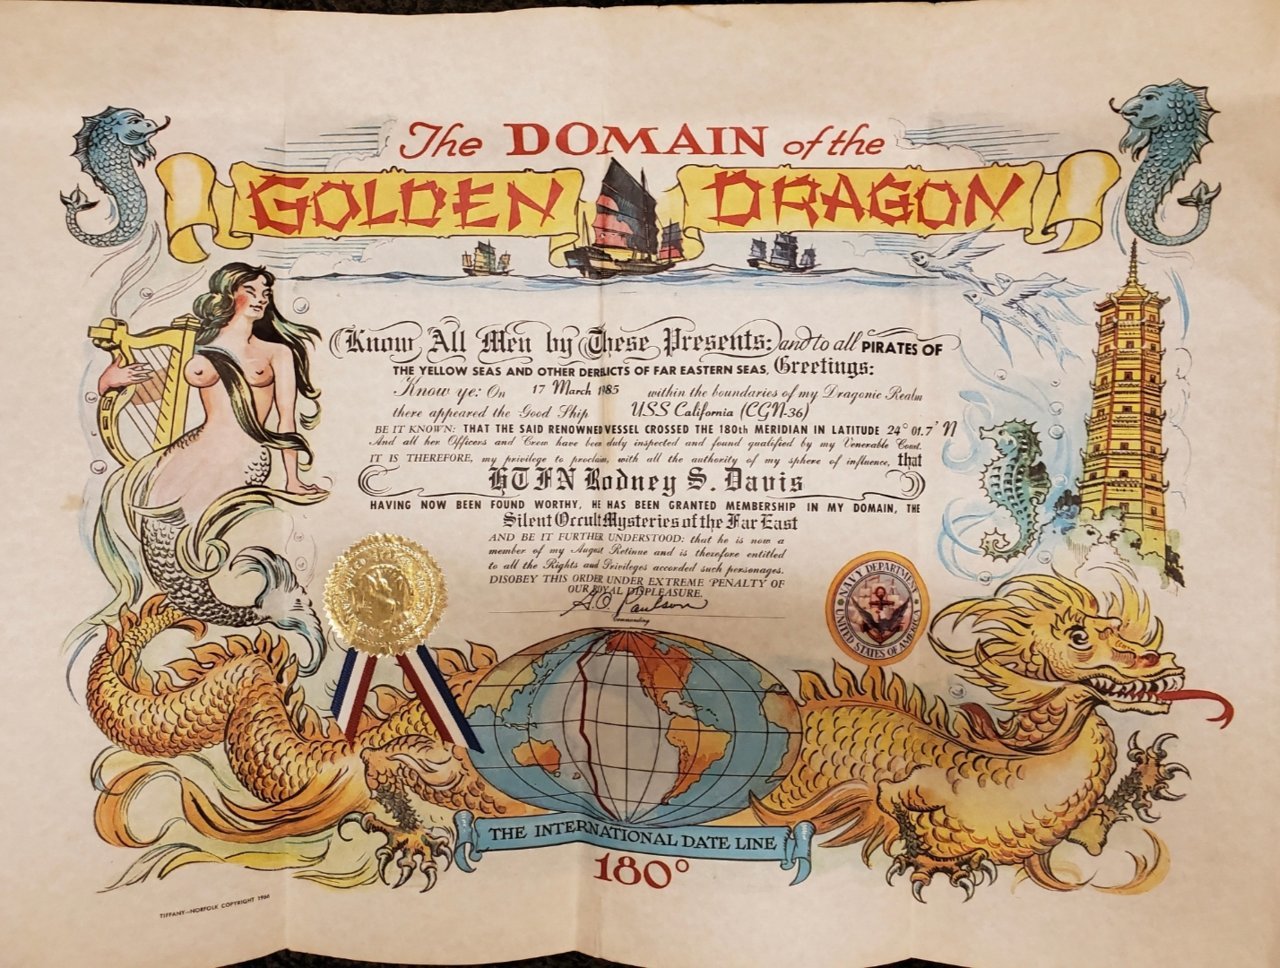 The DOMAIN of the
GOLDEN DRAGON
Know All Men by These Presents: and to all PIRATES OF
THE YELLOW SEAS AND OTHER DERELICTS OF FAR EASTERN SEAS, Greetings:
Know ye: On 17 March 1985 within the boundaries of my Dragonic Realm
there appeared the Good Ship USS California (CGN-36)
BE IT KNOWN: THAT THE SAID RENOWNED VESSEL CROSSED THE 180th MERIDIAN IN LATITUDE 24° 01.7' N
And all her Officers and Crew have been duly inspected and found qualified by my Venerable Court.
IT IS THEREFORE, my privilege to proclaim, with all the authority of my sphere of influence, that
HTFN Rodney S. Davis
HAVING NOW BEEN FOUND WORTHY, HE HAS BEEN GRANTED MEMBERSHIP IN MY DOMAIN, THE
Silent Occult Mysteries of the Far East
AND BE IT FURTHER UNDERSTOOD: that he is now a
member of my August Retinue and is therefore entitled
to all the Rights and Privileges accorded such personages.
DISOBEY THIS ORDER UNDER EXTREME PENALTY OF
OUR ROYAL DISPLEASURE.
Paulson
Commanding
NAVY DEPARTMENT
UNITED STATES OF AMERICA
THE INTERNATIONAL DATE LINE
180°
TIFFANY—NORFOLK COPYRIGHT 1966